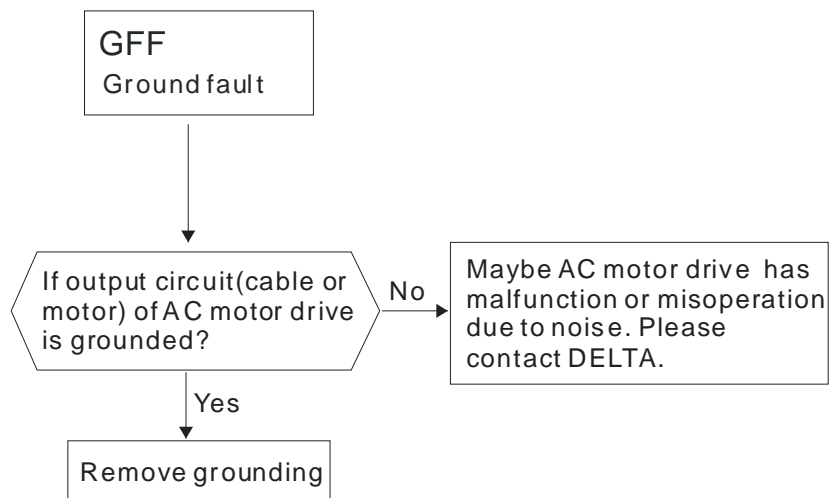 GFF
Ground fault
If output circuit(cable or
motor) of AC motor drive
is grounded?
No
Maybe AC motor drive has
malfunction or misoperation
due to noise. Please
contact DELTA.
Yes
Remove grounding